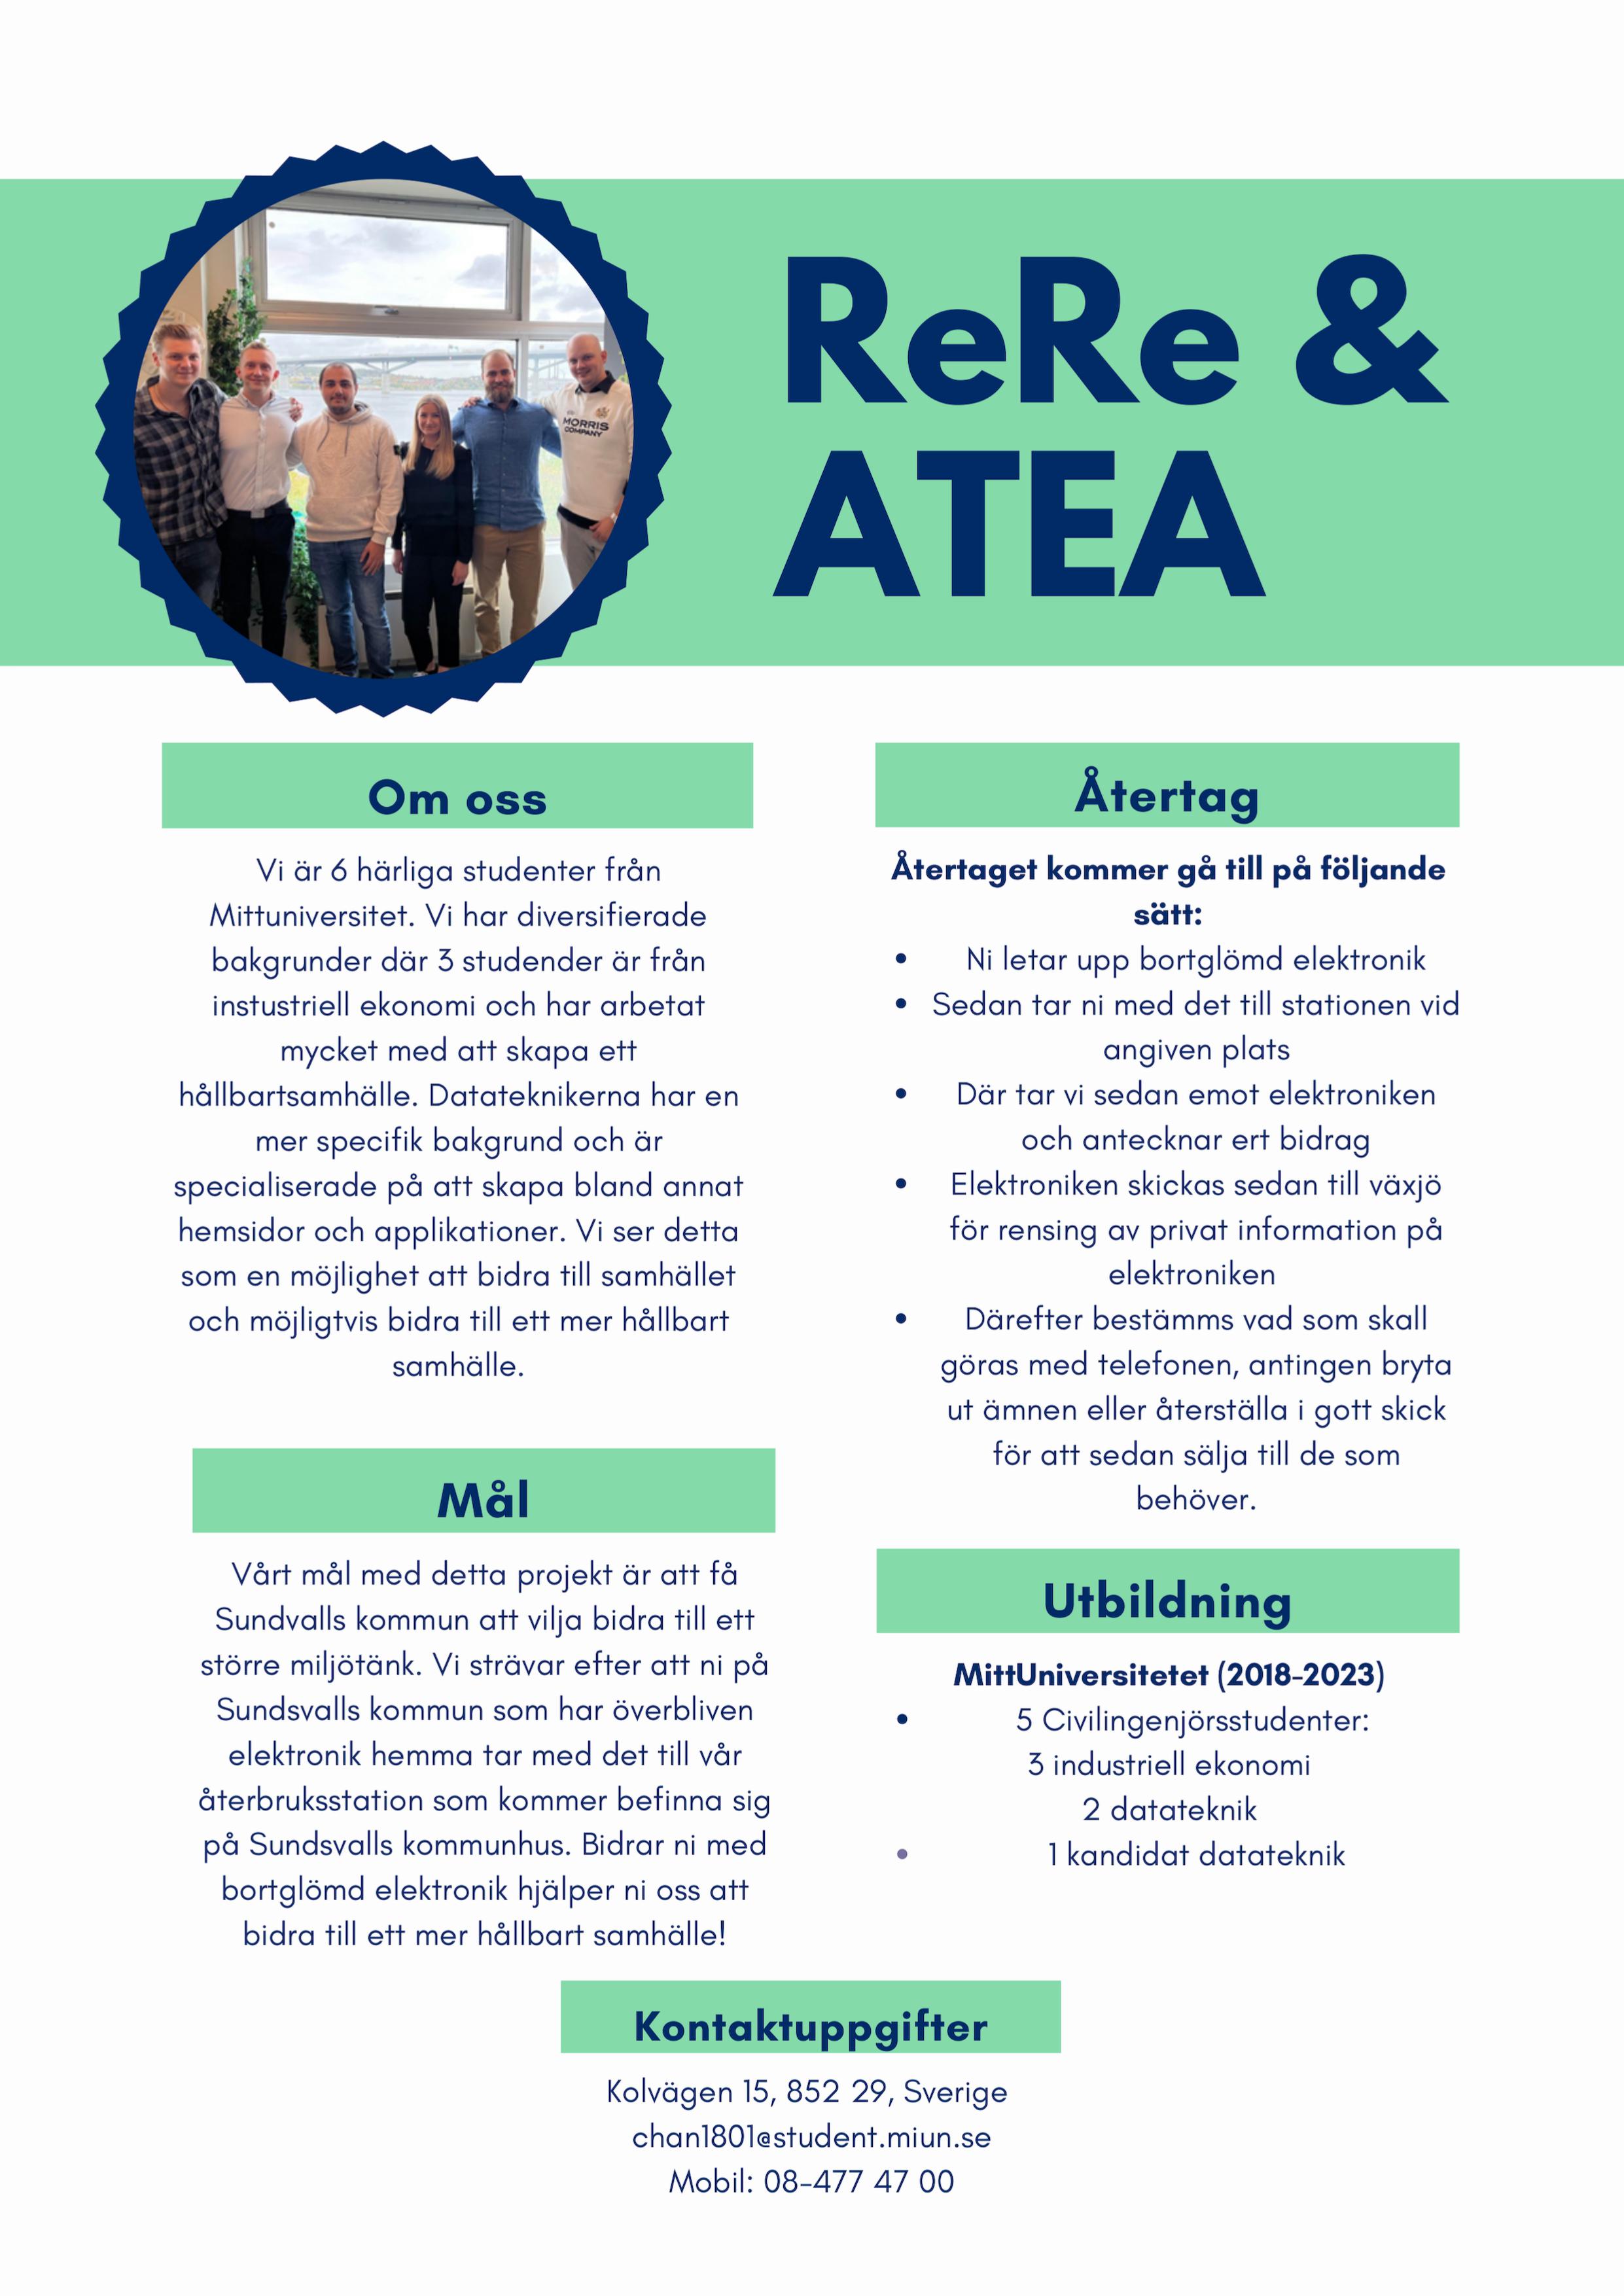 ReRe &
ATEA
MORRIS
COMPANY
Om oss
Vi är 6 härliga studenter från
Mittuniversitet. Vi har diversifierade
bakgrunder där 3 studender är från
instustriell ekonomi och har arbetat
mycket med att skapa ett
hållbartsamhälle. Datateknikerna har en
mer specifik bakgrund och är
specialiserade på att skapa bland annat
hemsidor och applikationer. Vi ser detta
som en möjlighet att bidra till samhället
och möjligtvis bidra till ett mer hållbart
samhälle.
Mål
Vårt mål med detta projekt är att få
Sundvalls kommun att vilja bidra till ett
större miljötänk. Vi strävar efter att ni på
Sundsvalls kommun som har överbliven
elektronik hemma tar med det till vår
återbruksstation som kommer befinna sig
på Sundsvalls kommunhus. Bidrar ni med
bortglömd elektronik hjälper ni oss att
bidra till ett mer hållbart samhälle!
Återtag
Återtaget kommer gå till på följande
sätt:
• Ni letar upp bortglömd elektronik
• Sedan tar ni med det till stationen vid
angiven plats
• Där tar vi sedan emot elektroniken
och antecknar ert bidrag
• Elektroniken skickas sedan till växjö
för rensing av privat information på
elektroniken
• Därefter bestämms vad som skall
göras med telefonen, antingen bryta
ut ämnen eller återställa i gott skick
för att sedan sälja till de som
behöver.
Utbildning
MittUniversitetet (2018-2023)
• 5 Civilingenjörsstudenter:
3 industriell ekonomi
2 datateknik
• 1 kandidat datateknik
Kontaktuppgifter
Kolvägen 15, 852 29, Sverige
chan1801@student.miun.se
Mobil: 08-477 47 00